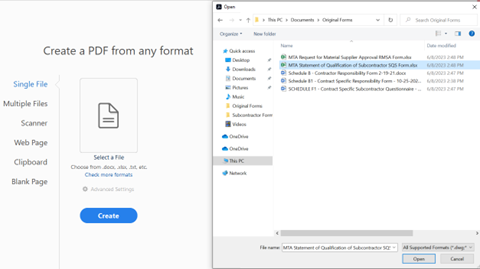 Create a PDF from any format
Single File
Multiple Files
Scanner
Web Page
Clipboard
Blank Page
Select a File
Choose from .docx, .xlsx, .txt, etc.
Check more formats
Advanced Settings
Create
Open
This PC > Documents > Original Forms
Search Original Forms
Organize
New folder
Name
Date modified
Quick access
Desktop
Downloads
Documents
Pictures
Music
Original Forms
Subcontractor Form
Videos
OneDrive
OneDrive
This PC
Network
MTA Request for Material Supplier Approval RMSA Form.xlsx 6/8/2023 2:48 PM
MTA Statement of Qualification of Subcontractor SQS Form.xlsx 6/8/2023 2:48 PM
Schedule B - Contractor Responsibility Form 2-19-21.docx 6/8/2023 2:47 PM
Schedule B1 - Contract Specific Responsibility Form - 10-25-202... 6/8/2023 2:38 PM
SCHEDULE F1 - Contract Specific Subcontractor Questionnaire -... 6/8/2023 2:47 PM
File name:
MTA Statement of Qualification of Subcontractor SQS
All Supported Formats (*.dwg;*
Open
Cancel